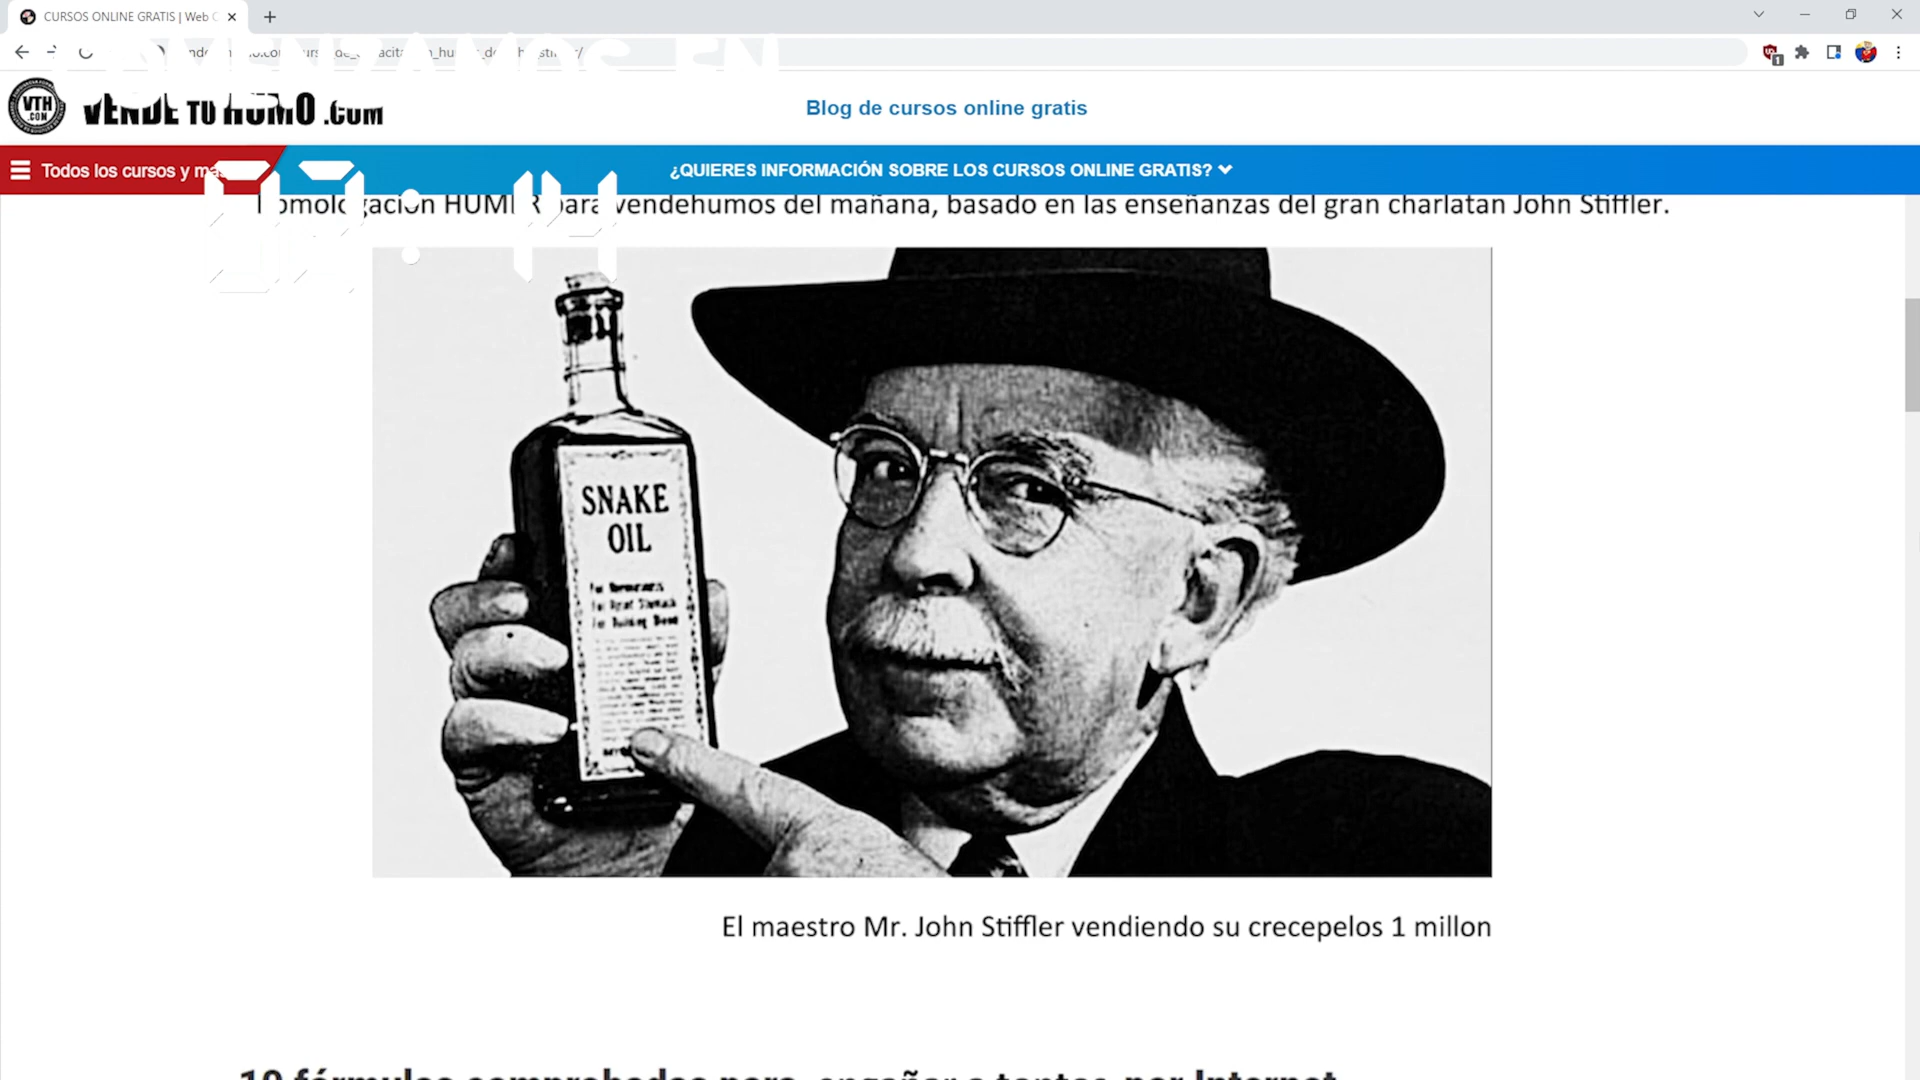 CURSOS ONLINE GRATIS | Web C
VTH
.COM
VENDE TU HUMO .COM
Blog de cursos online gratis
Todos los cursos y más
¿QUIERES INFORMACIÓN SOBRE LOS CURSOS ONLINE GRATIS?
para vendehumos del mañana, basado en las enseñanzas del gran charlatan John Stiffler.
SNAKE
OIL
El maestro Mr. John Stiffler vendiendo su crecepelos 1 millon
10 fórmulas comprobadas para engañar a tontos por Internet